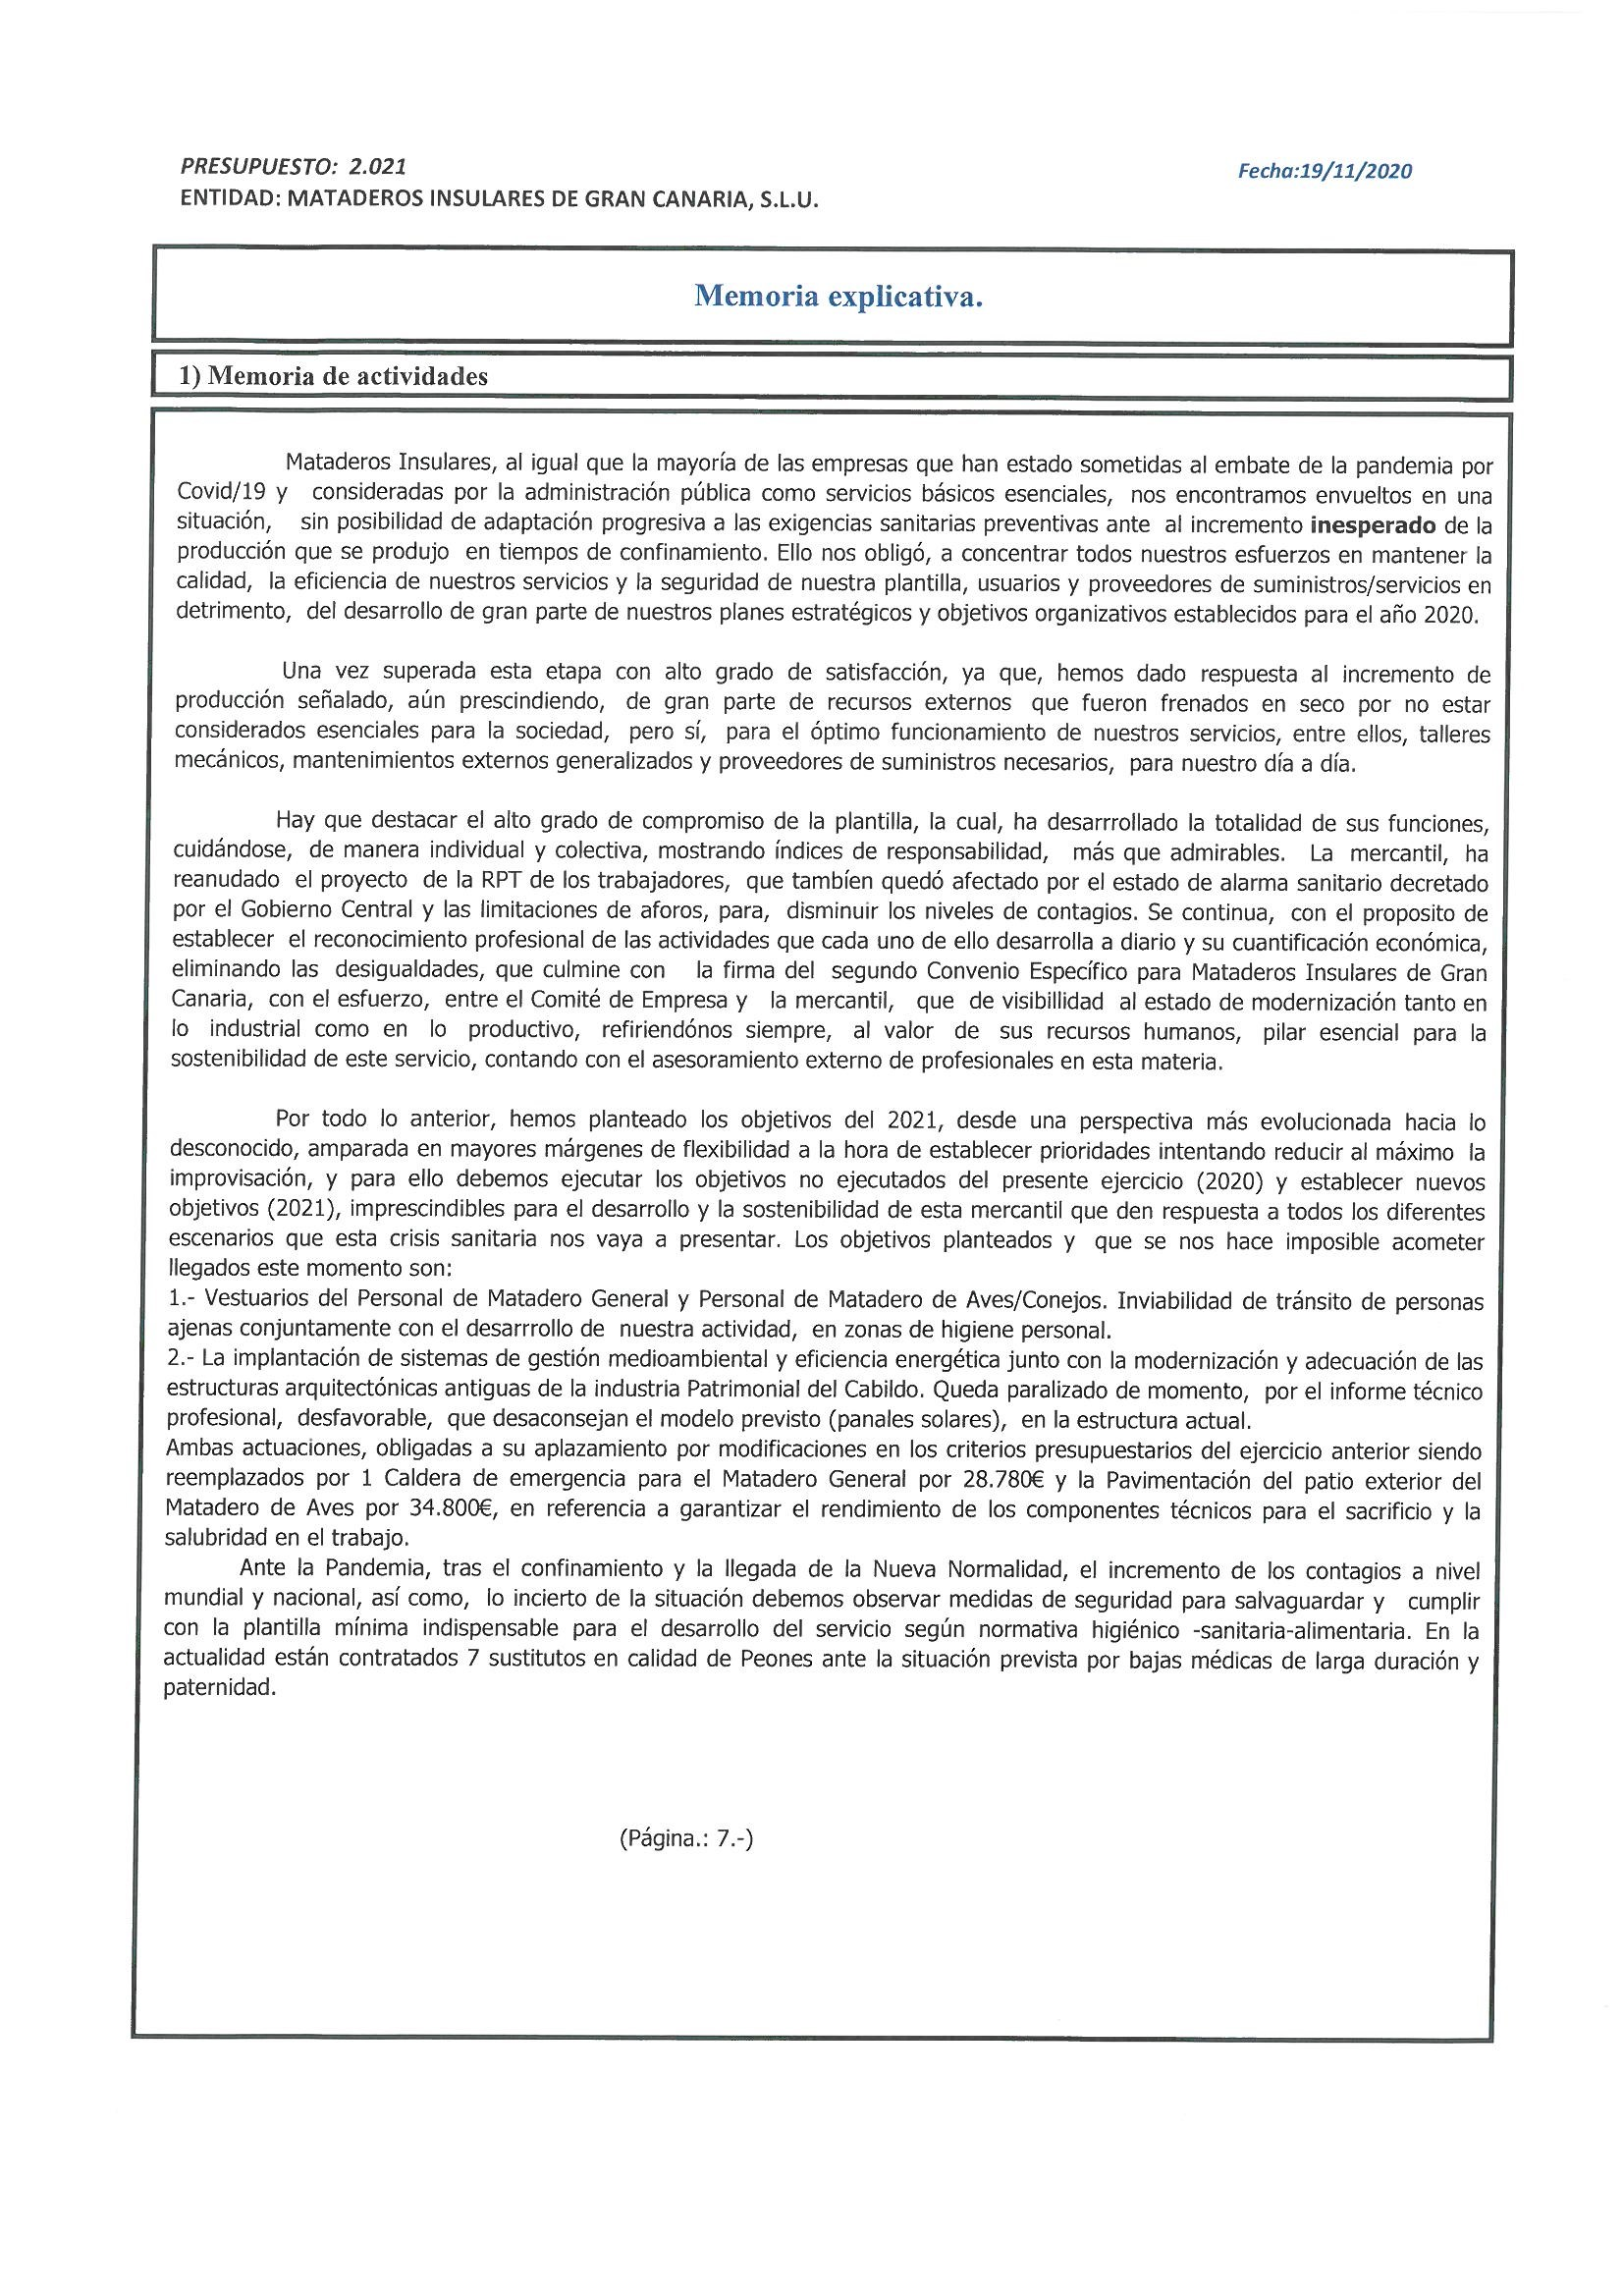 PRESUPUESTO: 2.021
Fecha:19/11/2020
ENTIDAD: MATADEROS INSULARES DE GRAN CANARIA, S.L.U.
Memoria explicativa.
1) Memoria de actividades
Mataderos Insulares, al igual que la mayoría de las empresas que han estado sometidas al embate de la pandemia por
Covid/19 y consideradas por la administración pública como servicios básicos esenciales, nos encontramos envueltos en una
situación, sin posibilidad de adaptación progresiva a las exigencias sanitarias preventivas ante al incremento inesperado de la
producción que se produjo en tiempos de confinamiento. Ello nos obligó, a concentrar todos nuestros esfuerzos en mantener la
calidad, la eficiencia de nuestros servicios y la seguridad de nuestra plantilla, usuarios y proveedores de suministros/servicios en
detrimento, del desarrollo de gran parte de nuestros planes estratégicos y objetivos organizativos establecidos para el año 2020.
Una vez superada esta etapa con alto grado de satisfacción, ya que, hemos dado respuesta al incremento de
producción señalado, aún prescindiendo, de gran parte de recursos externos que fueron frenados en seco por no estar
considerados esenciales para la sociedad, pero sí, para el óptimo funcionamiento de nuestros servicios, entre ellos, talleres
mecánicos, mantenimientos externos generalizados y proveedores de suministros necesarios, para nuestro día a día.
Hay que destacar el alto grado de compromiso de la plantilla, la cual, ha desarrrollado la totalidad de sus funciones,
cuidándose, de manera individual y colectiva, mostrando índices de responsabilidad, más que admirables. La mercantil, ha
reanudado el proyecto de la RPT de los trabajadores, que tambíen quedó afectado por el estado de alarma sanitario decretado
por el Gobierno Central y las limitaciones de aforos, para, disminuir los niveles de contagios. Se continua, con el proposito de
establecer el reconocimiento profesional de las actividades que cada uno de ello desarrolla a diario y su cuantificación económica,
eliminando las desigualdades, que culmine con la firma del segundo Convenio Específico para Mataderos Insulares de Gran
Canaria, con el esfuerzo, entre el Comité de Empresa y la mercantil, que de visibillidad al estado de modernización tanto en
lo industrial como en lo productivo, refiriendónos siempre, al valor de sus recursos humanos, pilar esencial para la
sostenibilidad de este servicio, contando con el asesoramiento externo de profesionales en esta materia.
Por todo lo anterior, hemos planteado los objetivos del 2021, desde una perspectiva más evolucionada hacia lo
desconocido, amparada en mayores márgenes de flexibilidad a la hora de establecer prioridades intentando reducir al máximo la
improvisación, y para ello debemos ejecutar los objetivos no ejecutados del presente ejercicio (2020) y establecer nuevos
objetivos (2021), imprescindibles para el desarrollo y la sostenibilidad de esta mercantil que den respuesta a todos los diferentes
escenarios que esta crisis sanitaria nos vaya a presentar. Los objetivos planteados y que se nos hace imposible acometer
llegados este momento son:
1.- Vestuarios del Personal de Matadero General y Personal de Matadero de Aves/Conejos. Inviabilidad de tránsito de personas
ajenas conjuntamente con el desarrrollo de nuestra actividad, en zonas de higiene personal.
2.- La implantación de sistemas de gestión medioambiental y eficiencia energética junto con la modernización y adecuación de las
estructuras arquitectónicas antiguas de la industria Patrimonial del Cabildo. Queda paralizado de momento, por el informe técnico
profesional, desfavorable, que desaconsejan el modelo previsto (panales solares), en la estructura actual.
Ambas actuaciones, obligadas a su aplazamiento por modificaciones en los criterios presupuestarios del ejercicio anterior siendo
reemplazados por 1 Caldera de emergencia para el Matadero General por 28.780€ y la Pavimentación del patio exterior del
Matadero de Aves por 34.800€, en referencia a garantizar el rendimiento de los componentes técnicos para el sacrificio y la
salubridad en el trabajo.
Ante la Pandemia, tras el confinamiento y la llegada de la Nueva Normalidad, el incremento de los contagios a nivel
mundial y nacional, así como, lo incierto de la situación debemos observar medidas de seguridad para salvaguardar y cumplir
con la plantilla mínima indispensable para el desarrollo del servicio según normativa higiénico -sanitaria-alimentaria. En la
actualidad están contratados 7 sustitutos en calidad de Peones ante la situación prevista por bajas médicas de larga duración y
paternidad.
(Página.: 7.-)